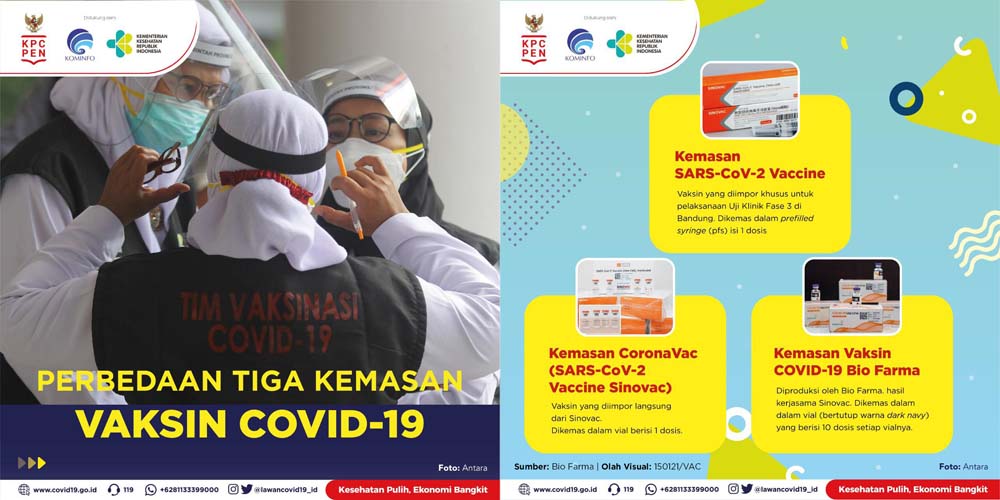 Didukung oleh:
KPC
PEN
KOMINFO
KEMENTERIAN
KESEHATAN
REPUBLIK
INDONESIA
TIM VAKSINASI
COVID-19
PERBEDAAN TIGA KEMASAN
VAKSIN COVID-19
Foto: Antara
www.covid19.go.id
119
+6281133399000
@lawancovid19_id
Kesehatan Pulih, Ekonomi Bangkit
Didukung oleh:
KPC
PEN
KOMINFO
KEMENTERIAN
KESEHATAN
REPUBLIK
INDONESIA
Kemasan
SARS-CoV-2 Vaccine
Vaksin yang diimpor khusus untuk
pelaksanaan Uji Klinik Fase 3 di
Bandung. Dikemas dalam prefilled
syringe (pfs) isi 1 dosis
Kemasan CoronaVac
(SARS-CoV-2
Vaccine Sinovac)
Vaksin yang diimpor langsung
dari Sinovac.
Dikemas dalam vial berisi 1 dosis.
Kemasan Vaksin
COVID-19 Bio Farma
Diproduksi oleh Bio Farma. hasil
kerjasama Sinovac. Dikemas dalam
dalam vial (bertutup warna dark navy)
yang berisi 10 dosis setiap vialnya.
Sumber: Bio Farma | Olah Visual: 150121/VAC
Foto: Antara
www.covid19.go.id
119
+6281133399000
@lawancovid19_id
Kesehatan Pulih, Ekonomi Bangkit